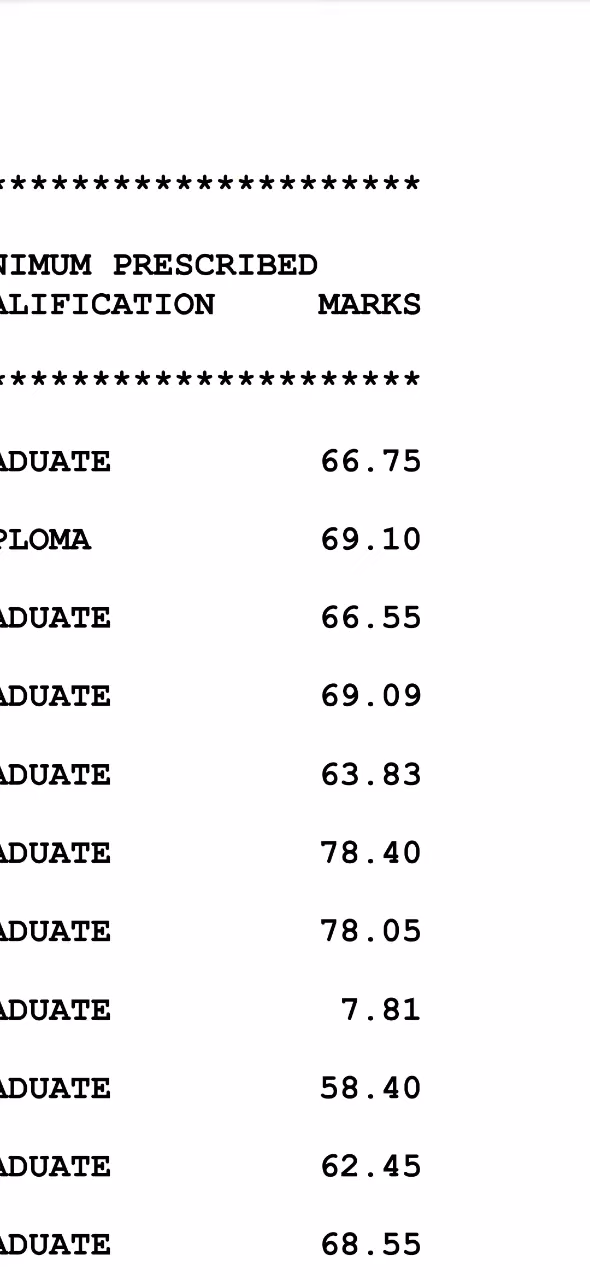 *********************
NIMUM PRESCRIBED
ALIFICATION MARKS
*********************
ADUATE 66.75
PLOMA 69.10
ADUATE 66.55
ADUATE 69.09
ADUATE 63.83
ADUATE 78.40
ADUATE 78.05
ADUATE 7.81
ADUATE 58.40
ADUATE 62.45
ADUATE 68.55